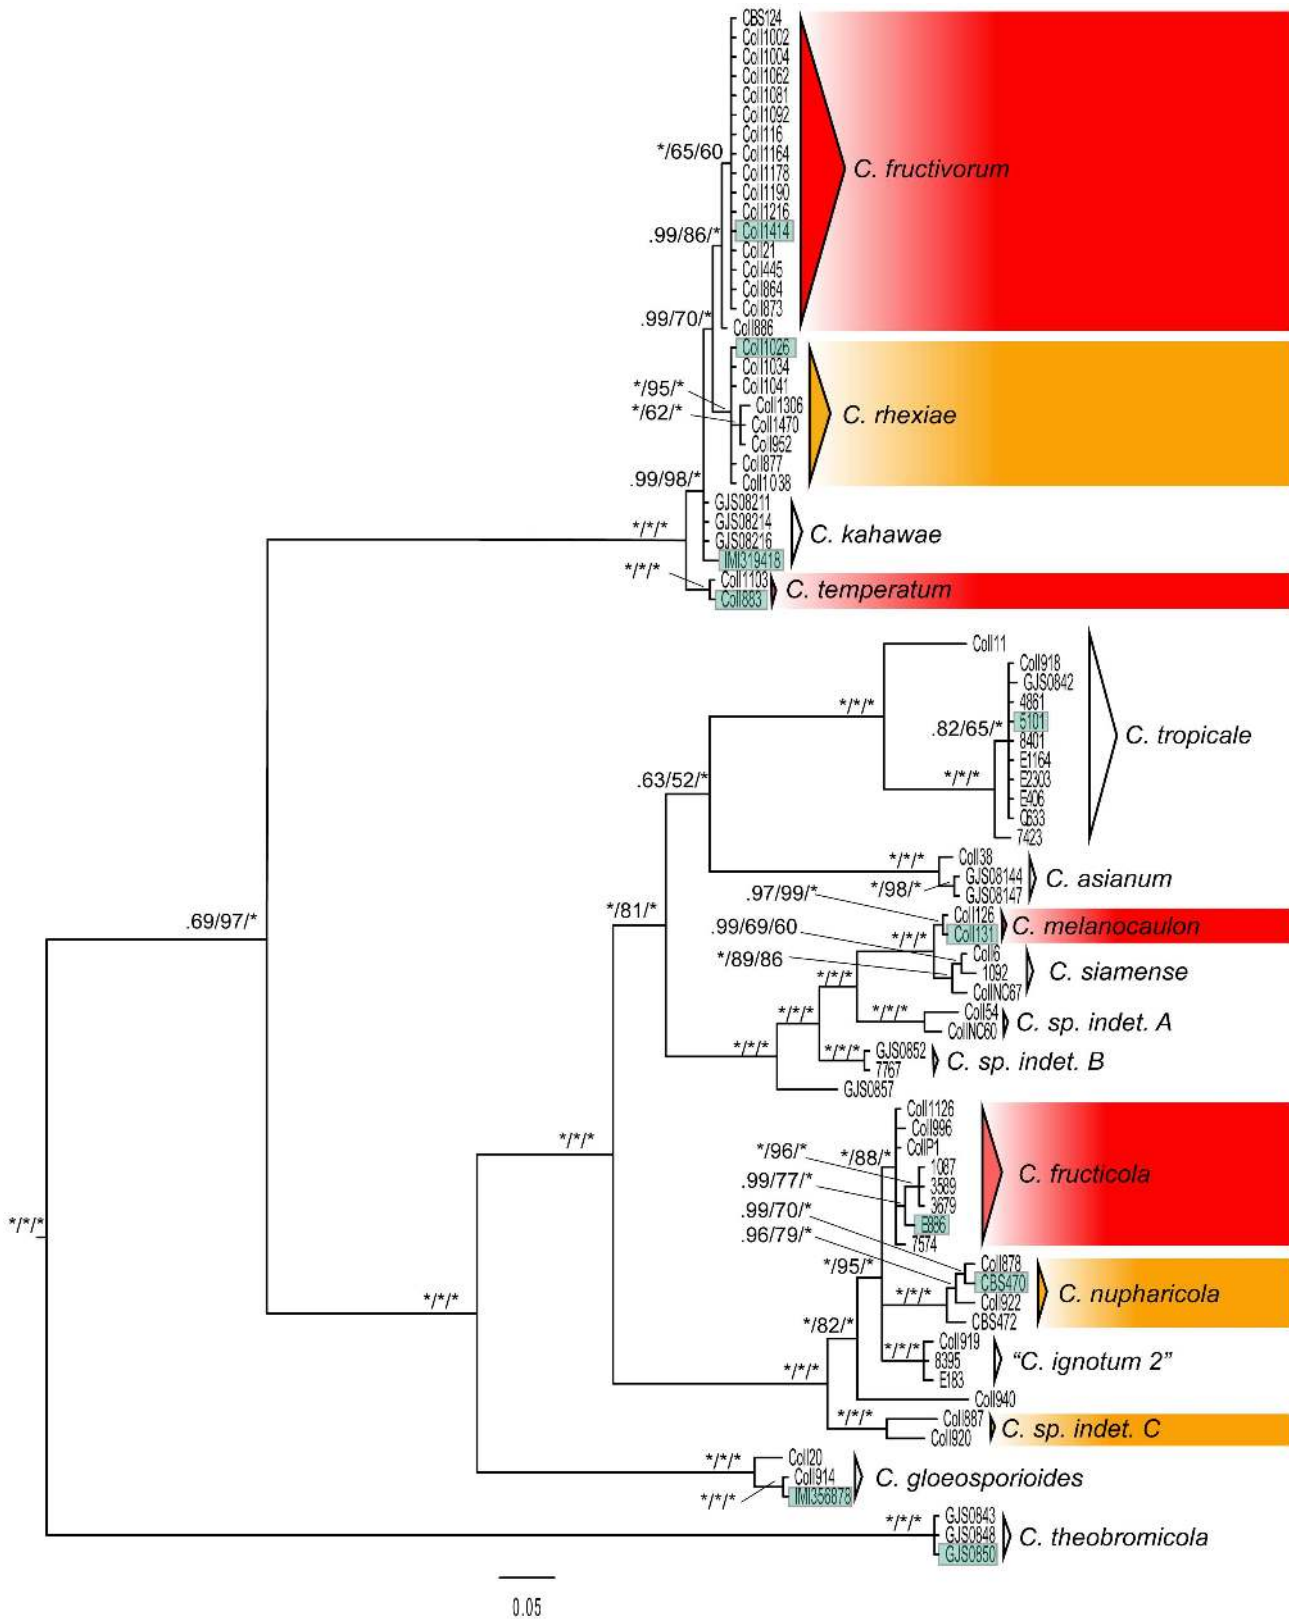 CBS124
Coll1002
Coll1004
Coll1062
Coll1081
Coll1092
Coll116
*/65/60
Coll1164
C. fructivorum
Coll1178
Coll1190
Coll1216
.99/86/*
Coll1414
Coll21
Coll445
Coll864
Coll873
.99/70/*
Coll886
Coll1026
Coll1034
*/95/*
Coll1041
*/62/*
Coll1306
C. rhexiae
Coll1470
Coll952
Coll877
.99/98/*
Coll1038
GJS08211
GJS08214
*/*/*
C. kahawae
GJS08216
IMI319418
*/*/*
Coll1103
C. temperatum
Coll883
Coll11
Coll918
GJS0842
4861
*/*/*
5101
.82/65/*
C. tropicale
8401
E1164
.63/52/*
*/*/*
E2303
E406
Q633
7423
*/*/*
Coll38
GJS08144
C. asianum
*/98/*
GJS08147
.97/99/*
Coll126
.69/97/*
*/81/*
C. melanocaulon
.99/69/60
Coll131
*/*/*
*/89/86
Coll6
1092
C. siamense
*/*/*
CollNC67
Coll54
*/*/*
*/*/*
C. sp. indet. A
CollNC60
*/*/*
GJS0852
*/*/*
C. sp. indet. B
7767
GJS0857
Coll1126
Coll996
*/*/*
*/96/*
*/88/*
CollP1
1087
C. fructicola
.99/77/*
3589
3679
.99/70/*
E886
*/*/*
.96/79/*
7574
*/95/*
Coll878
CBS470
C. nupharicola
*/*/*
*/*/*
Coll922
CBS472
*/82/*
Coll919
*/*/*
8395
“C. ignotum 2”
*/*/*
E183
Coll940
*/*/*
Coll887
C. sp. indet. C
Coll920
*/*/*
Coll20
Coll914
C. gloeosporioides
*/*/*
IMI356878
*/*/*
GJS0843
GJS0848
C. theobromicola
GJS0850
0.05